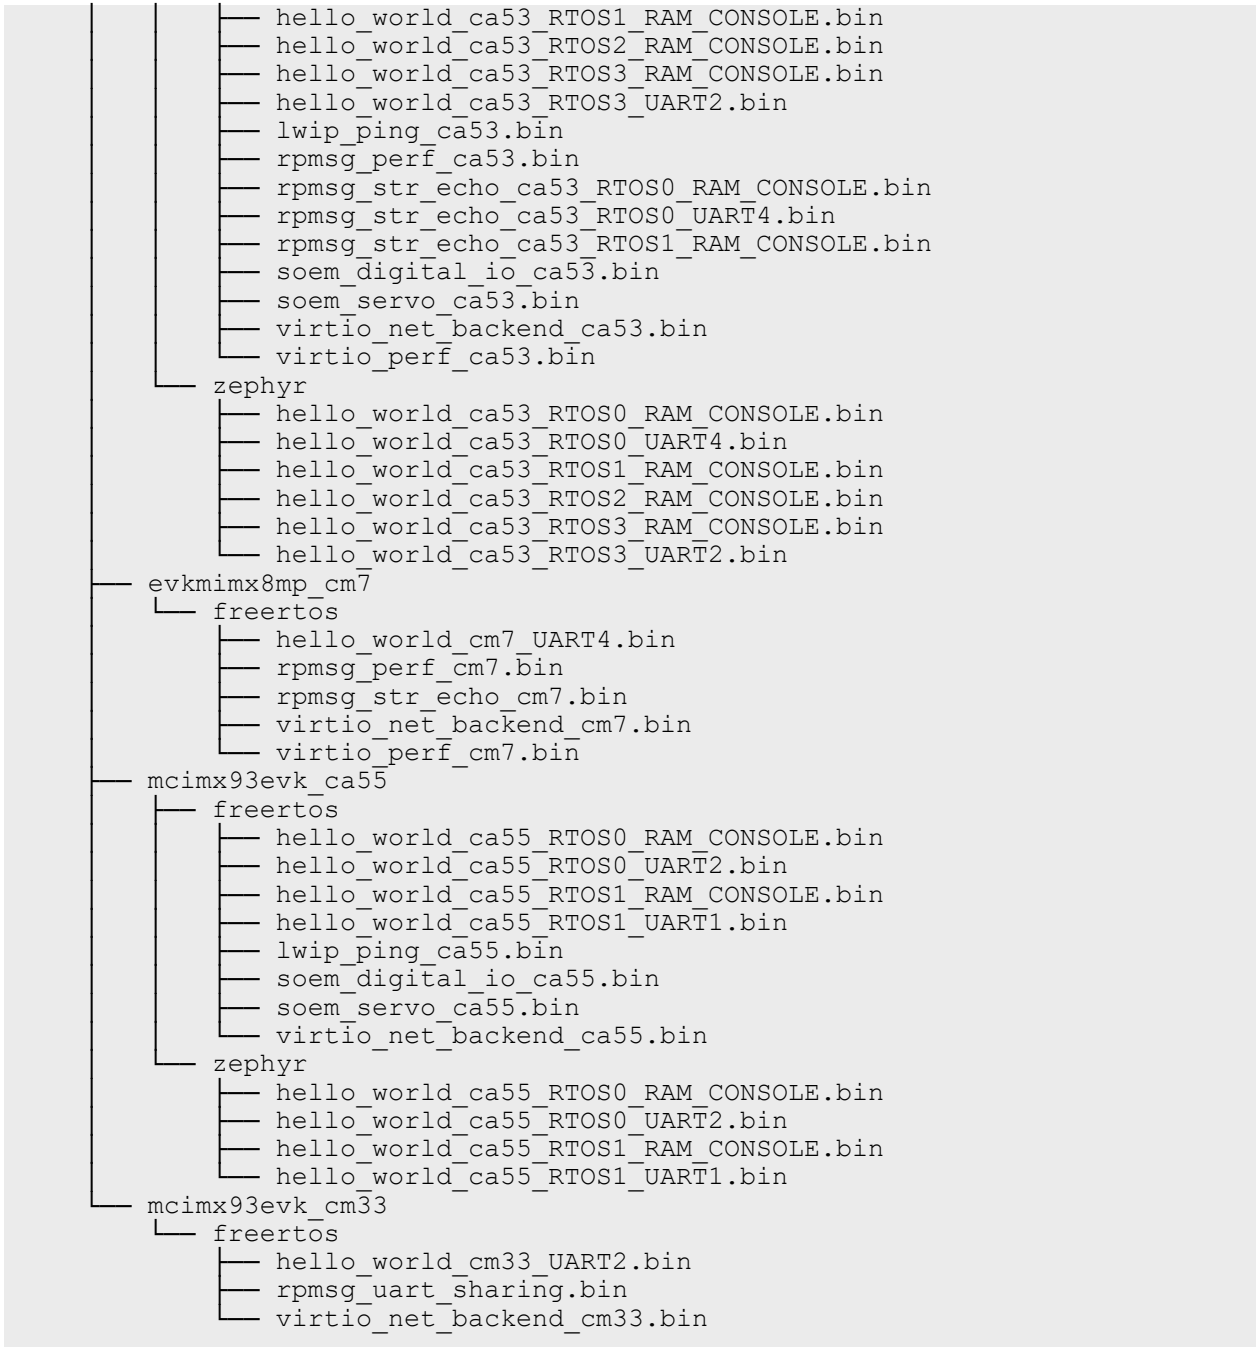 │   │   ├── hello_world_ca53_RTOS1_RAM_CONSOLE.bin
│   │   ├── hello_world_ca53_RTOS2_RAM_CONSOLE.bin
│   │   ├── hello_world_ca53_RTOS3_RAM_CONSOLE.bin
│   │   ├── hello_world_ca53_RTOS3_UART2.bin
│   │   ├── lwip_ping_ca53.bin
│   │   ├── rpmsg_perf_ca53.bin
│   │   ├── rpmsg_str_echo_ca53_RTOS0_RAM_CONSOLE.bin
│   │   ├── rpmsg_str_echo_ca53_RTOS0_UART4.bin
│   │   ├── rpmsg_str_echo_ca53_RTOS1_RAM_CONSOLE.bin
│   │   ├── soem_digital_io_ca53.bin
│   │   ├── soem_servo_ca53.bin
│   │   ├── virtio_net_backend_ca53.bin
│   │   └── virtio_perf_ca53.bin
│   └── zephyr
│       ├── hello_world_ca53_RTOS0_RAM_CONSOLE.bin
│       ├── hello_world_ca53_RTOS0_UART4.bin
│       ├── hello_world_ca53_RTOS1_RAM_CONSOLE.bin
│       ├── hello_world_ca53_RTOS2_RAM_CONSOLE.bin
│       ├── hello_world_ca53_RTOS3_RAM_CONSOLE.bin
│       └── hello_world_ca53_RTOS3_UART2.bin
├── evkmimx8mp_cm7
│   └── freertos
│       ├── hello_world_cm7_UART4.bin
│       ├── rpmsg_perf_cm7.bin
│       ├── rpmsg_str_echo_cm7.bin
│       ├── virtio_net_backend_cm7.bin
│       └── virtio_perf_cm7.bin
├── mcimx93evk_ca55
│   ├── freertos
│   │   ├── hello_world_ca55_RTOS0_RAM_CONSOLE.bin
│   │   ├── hello_world_ca55_RTOS0_UART2.bin
│   │   ├── hello_world_ca55_RTOS1_RAM_CONSOLE.bin
│   │   ├── hello_world_ca55_RTOS1_UART1.bin
│   │   ├── lwip_ping_ca55.bin
│   │   ├── soem_digital_io_ca55.bin
│   │   ├── soem_servo_ca55.bin
│   │   └── virtio_net_backend_ca55.bin
│   └── zephyr
│       ├── hello_world_ca55_RTOS0_RAM_CONSOLE.bin
│       ├── hello_world_ca55_RTOS0_UART2.bin
│       ├── hello_world_ca55_RTOS1_RAM_CONSOLE.bin
│       └── hello_world_ca55_RTOS1_UART1.bin
└── mcimx93evk_cm33
    └── freertos
        ├── hello_world_cm33_UART2.bin
        ├── rpmsg_uart_sharing.bin
        └── virtio_net_backend_cm33.bin